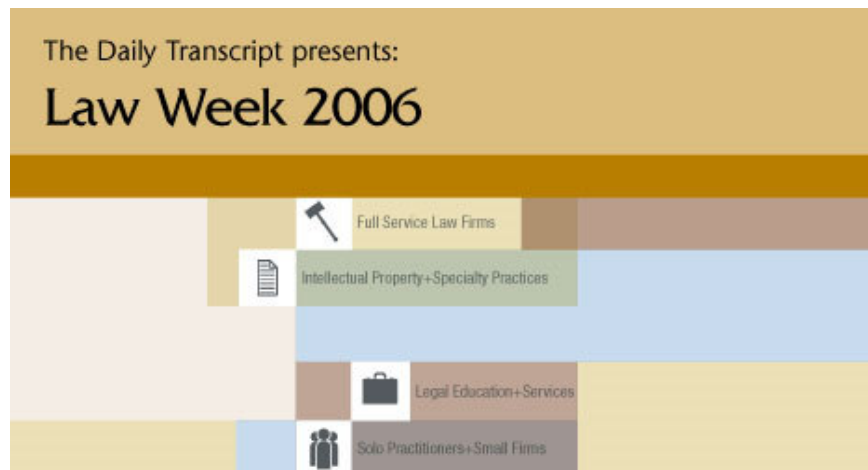 The Daily Transcript presents:
Law Week 2006
Full Service Law Firms
Intellectual Property+Specialty Practices
Legal Education+Services
Solo Practitioners+Small Firms